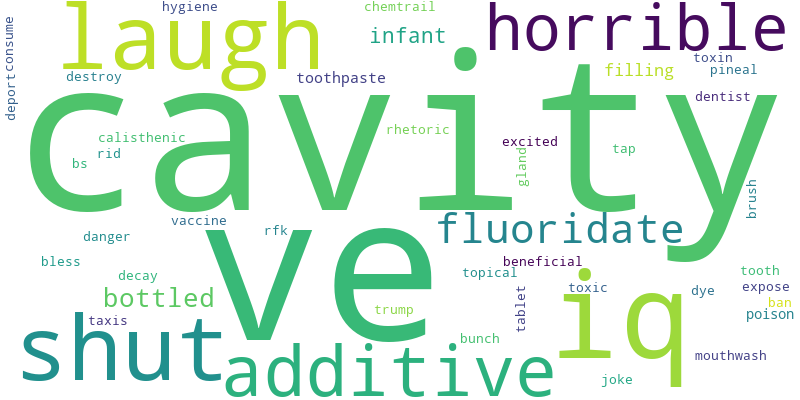 hygiene
chemtrail
laugh
horrible
consume
infant
toxin
destroy
toothpaste
filling
pineal
deport
cavity
dentist
rhetoric
calisthenic
excited
tap
rid
bs
gland
brush
vaccine
fluoridate
rfk
danger
ve
bless
beneficial
decay
topical
tooth
iq
toxic
dye
expose
bottled
tablet
trump
ban
poison
shut
taxis
bunch
additive
mouthwash
joke